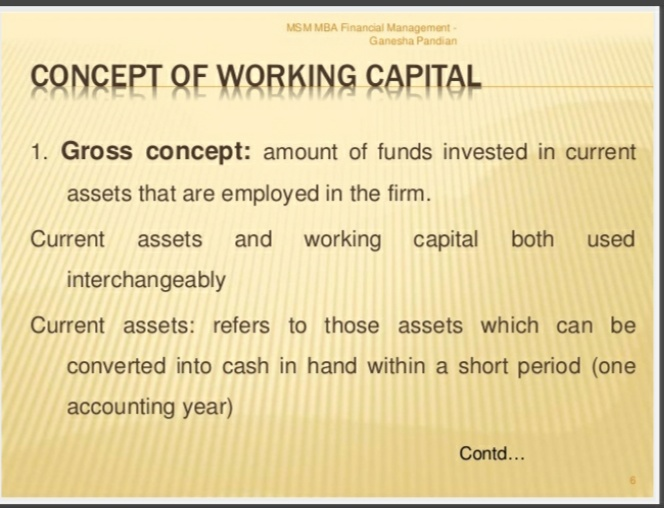 MSM MBA Financial Management -
Ganesha Pandian
CONCEPT OF WORKING CAPITAL
1. Gross concept: amount of funds invested in current
assets that are employed in the firm.
Current assets and working capital both used
interchangeably
Current assets: refers to those assets which can be
converted into cash in hand within a short period (one
accounting year)
Contd...
6